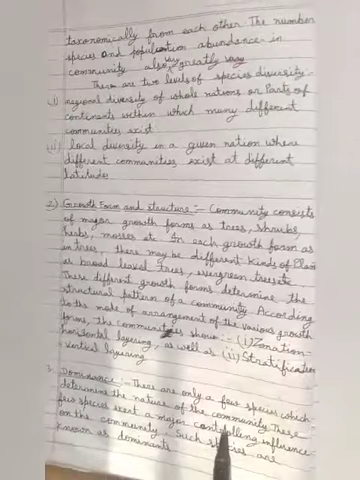 taxonomically from each other. The number
species and population abundance in
community also vary greatly
There are two levels of species diversity-
(i) regional diversity of whole nations or Parts of
continents within which many different
communities exist
(ii) local diversity in a given nation where
different communities exist at different
latitudes
2) Growth Form and structure :- Community consists
of major growth forms as trees, shrubs,
herbs, mosses etc In each growth form as
in trees, there may be different kinds of Plan
as broad leaved trees, evergreen trees etc
These different growth forms determine the
structural pattern of a community. According
to the mode of arrangement of the various growth
forms, the communities show :- (i) Zonation-
horizontal layering, as well as (ii) Stratification
vertical layering
3. Dominance :- There are only a few species which
determine the nature of the community. These
few species exert a major controlling influence
on the community Such species are
known as dominants